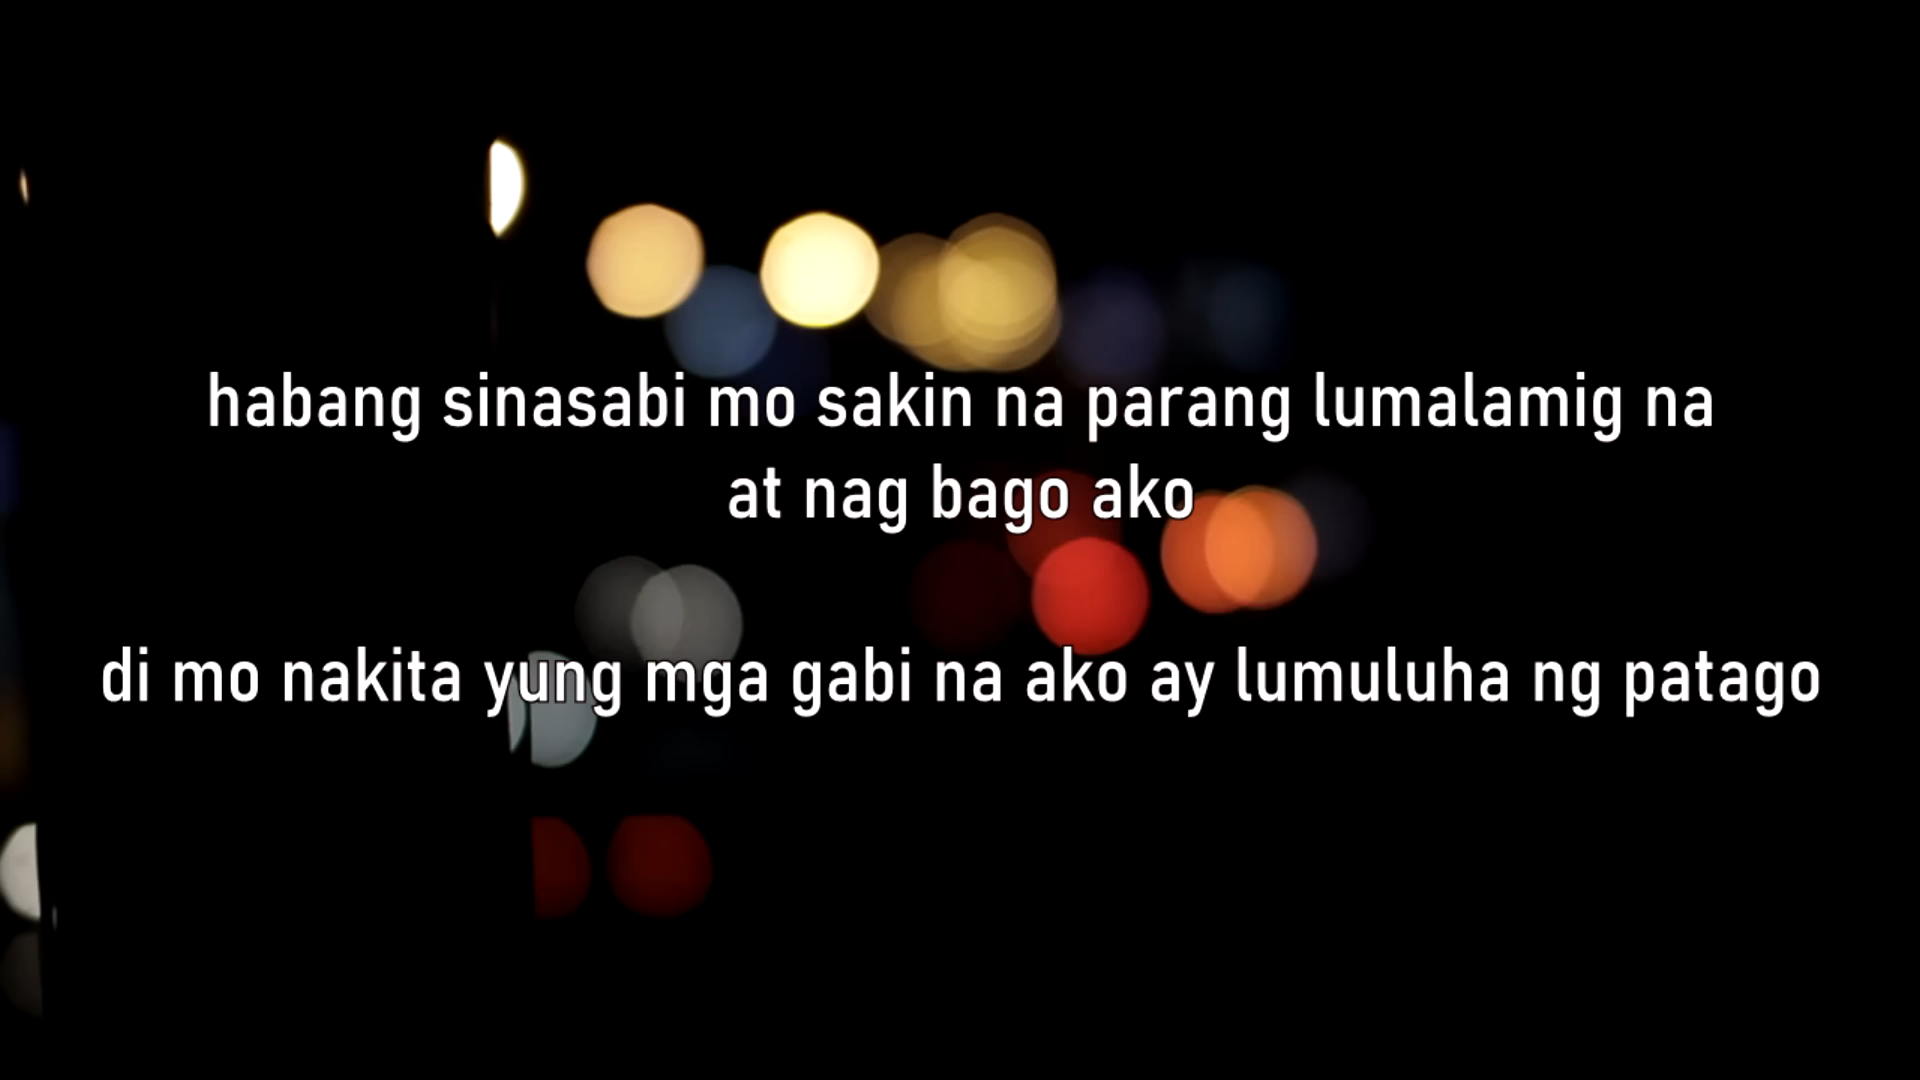 habang sinasabi mo sakin na parang lumalamig na
at nag bago ako
di mo nakita yung mga gabi na ako ay lumuluha ng patago